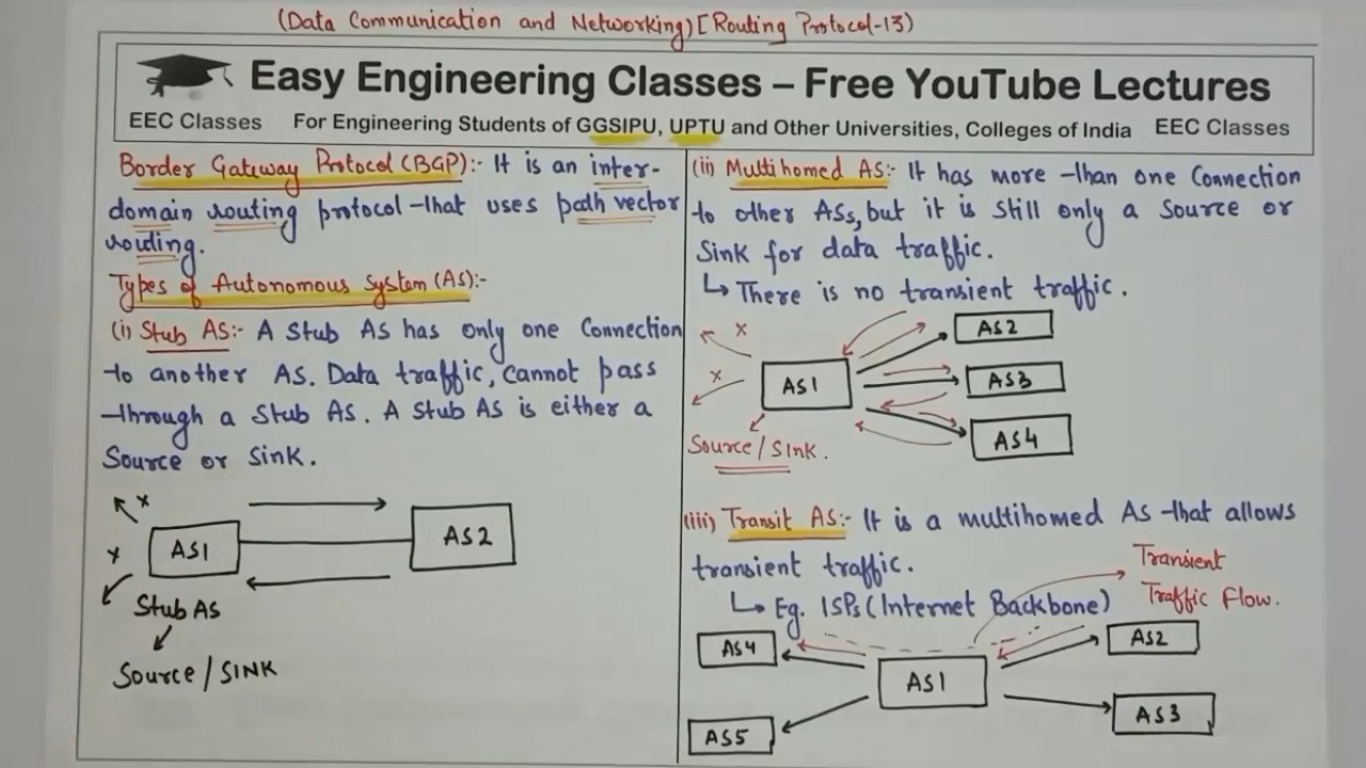 (Data Communication and Networking) [Routing Protocol-13)
Easy Engineering Classes – Free YouTube Lectures
EEC Classes For Engineering Students of GGSIPU, UPTU and Other Universities, Colleges of India EEC Classes
Border Gateway Protocol (BGP):- It is an inter-
domain routing protocol that uses path vector
routing.
Types of Autonomous System (AS):-
(i) Stub AS:- A Stub AS has only one Connection
to another AS. Data traffic, cannot pass
through a Stub AS. A Stub AS is either a
Source or Sink.
x
x
AS1
AS2
Stub AS
Source / SINK
(ii) Multihomed AS:- It has more than one Connection
to other ASs, but it is still only a Source or
Sink for data traffic.
↳ There is no transient traffic.
x
x
AS1
AS2
AS3
AS4
Source / Sink.
(iii) Transit AS:- It is a multihomed AS that allows
transient traffic.
↳ Eg. ISPs (Internet Backbone)
Transient
Traffic Flow.
AS4
AS1
AS2
AS5
AS3